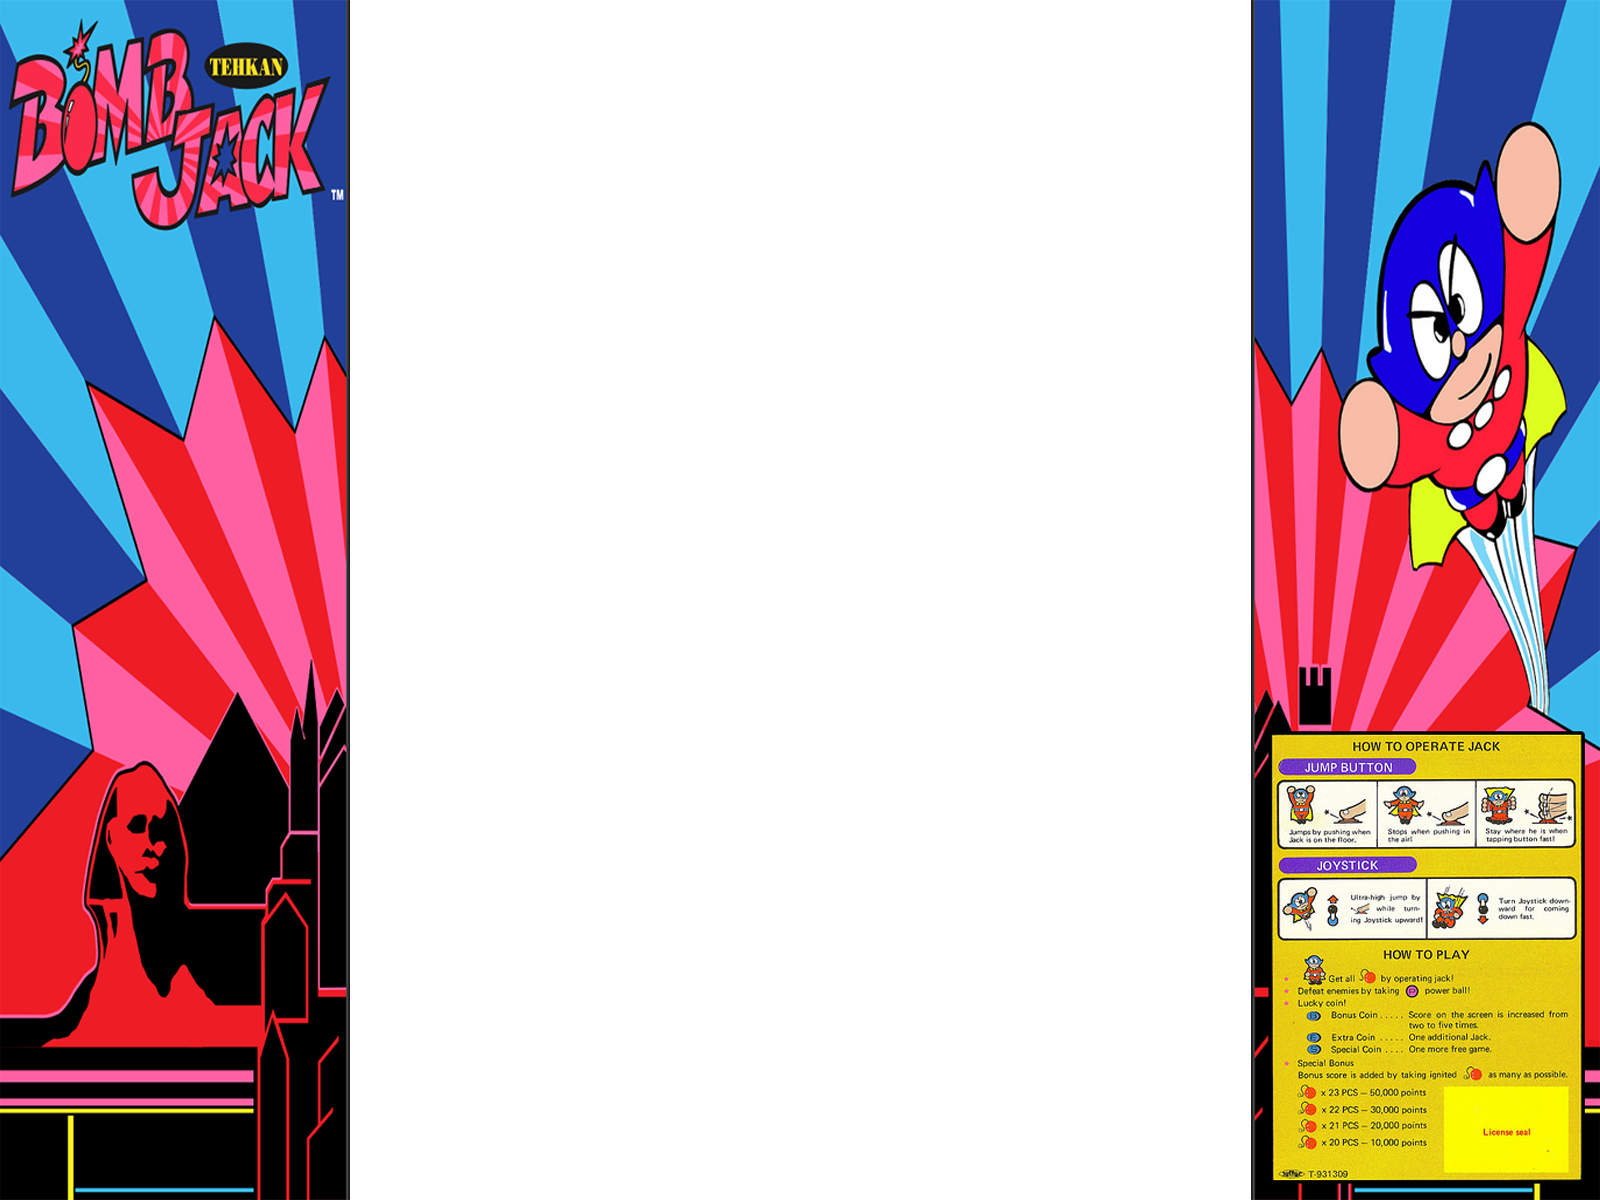 BOMB
TEHKAN
JACK
TM
HOW TO OPERATE JACK
JUMP BUTTON
Jumps by pushing when
Jack is on the floor.
Stops when pushing in
the air!
Stay where he is when
tapping button fast!
JOYSTICK
Ultra-high jump by
while turn-
ing Joystick upward!
Turn Joystick down-
ward for coming
down fast.
HOW TO PLAY
Get all by operating jack!
Defeat enemies by taking P power ball!
Lucky coin!
B Bonus Coin ..... Score on the screen is increased from
two to five times.
E Extra Coin ..... One additional Jack.
S Special Coin .... One more free game.
Special Bonus
Bonus score is added by taking ignited as many as possible.
x 23 PCS — 50,000 points
x 22 PCS — 30,000 points
x 21 PCS — 20,000 points
x 20 PCS — 10,000 points
License seal
T-931309